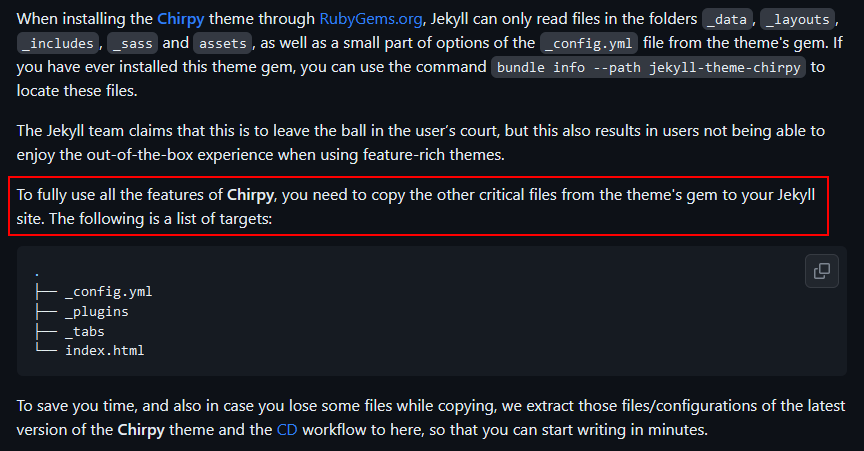 When installing the Chirpy theme through RubyGems.org, Jekyll can only read files in the folders _data, _layouts,
_includes, _sass and assets, as well as a small part of options of the _config.yml file from the theme's gem. If
you have ever installed this theme gem, you can use the command bundle info --path jekyll-theme-chirpy to
locate these files.
The Jekyll team claims that this is to leave the ball in the user’s court, but this also results in users not being able to
enjoy the out-of-the-box experience when using feature-rich themes.
To fully use all the features of Chirpy, you need to copy the other critical files from the theme's gem to your Jekyll
site. The following is a list of targets:
.
├── _config.yml
├── _plugins
├── _tabs
└── index.html
To save you time, and also in case you lose some files while copying, we extract those files/configurations of the latest
version of the Chirpy theme and the CD workflow to here, so that you can start writing in minutes.